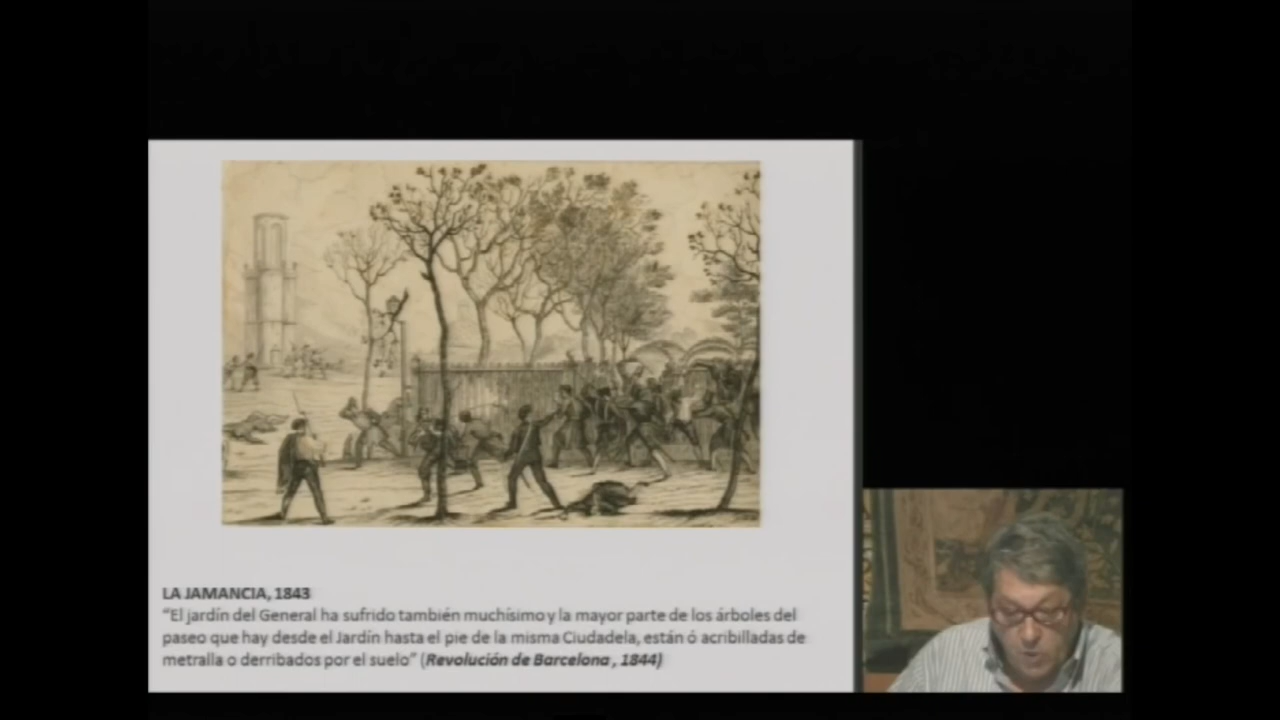 LA JAMANCIA, 1843
“El jardín del General ha sufrido también muchísimo y la mayor parte de los árboles del
paseo que hay desde el Jardín hasta el pie de la misma Ciudadela, están ó acribilladas de
metralla o derribados por el suelo” (Revolución de Barcelona , 1844)